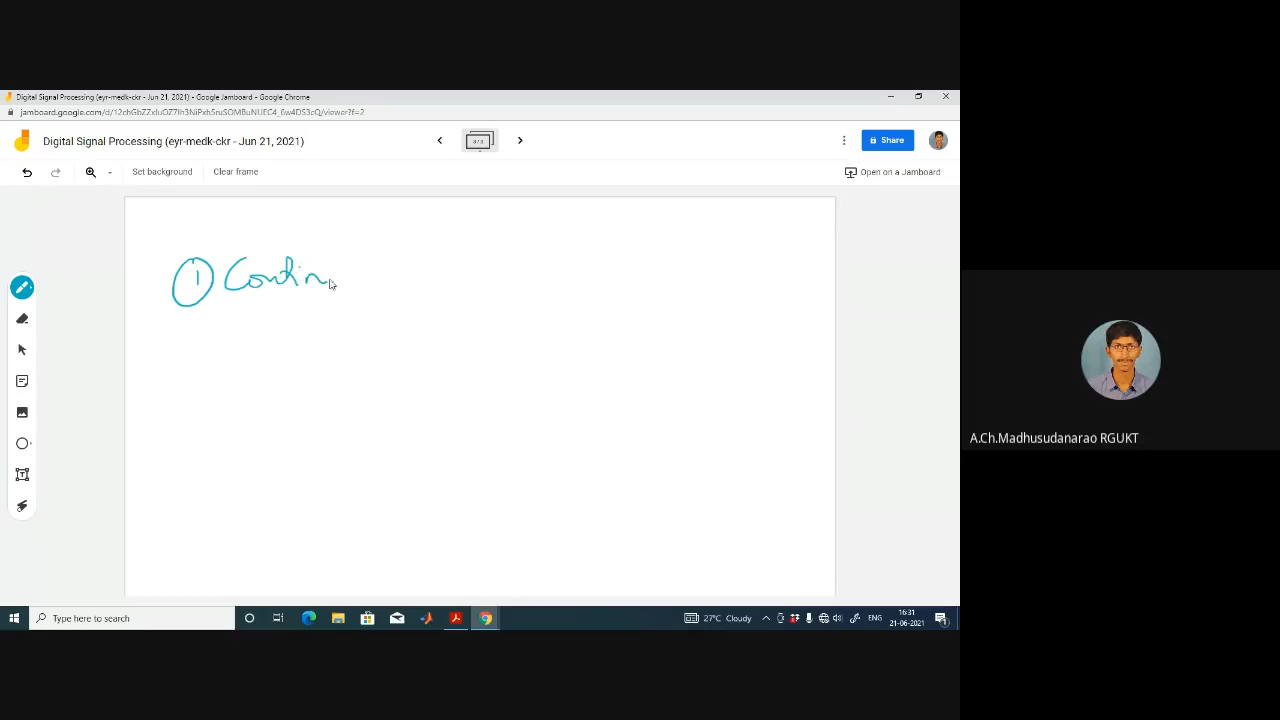 Digital Signal Processing (eyr-medk-ckr - Jun 21, 2021) - Google Jamboard - Google Chrome
Digital Signal Processing (eyr-medk-ckr - Jun 21, 2021)
3/3
Share
Set background
Clear frame
Open on a Jamboard
① Contin
A.Ch.Madhusudanarao RGUKT
Type here to search
27°C Cloudy
ENG
16:31
21-06-2021